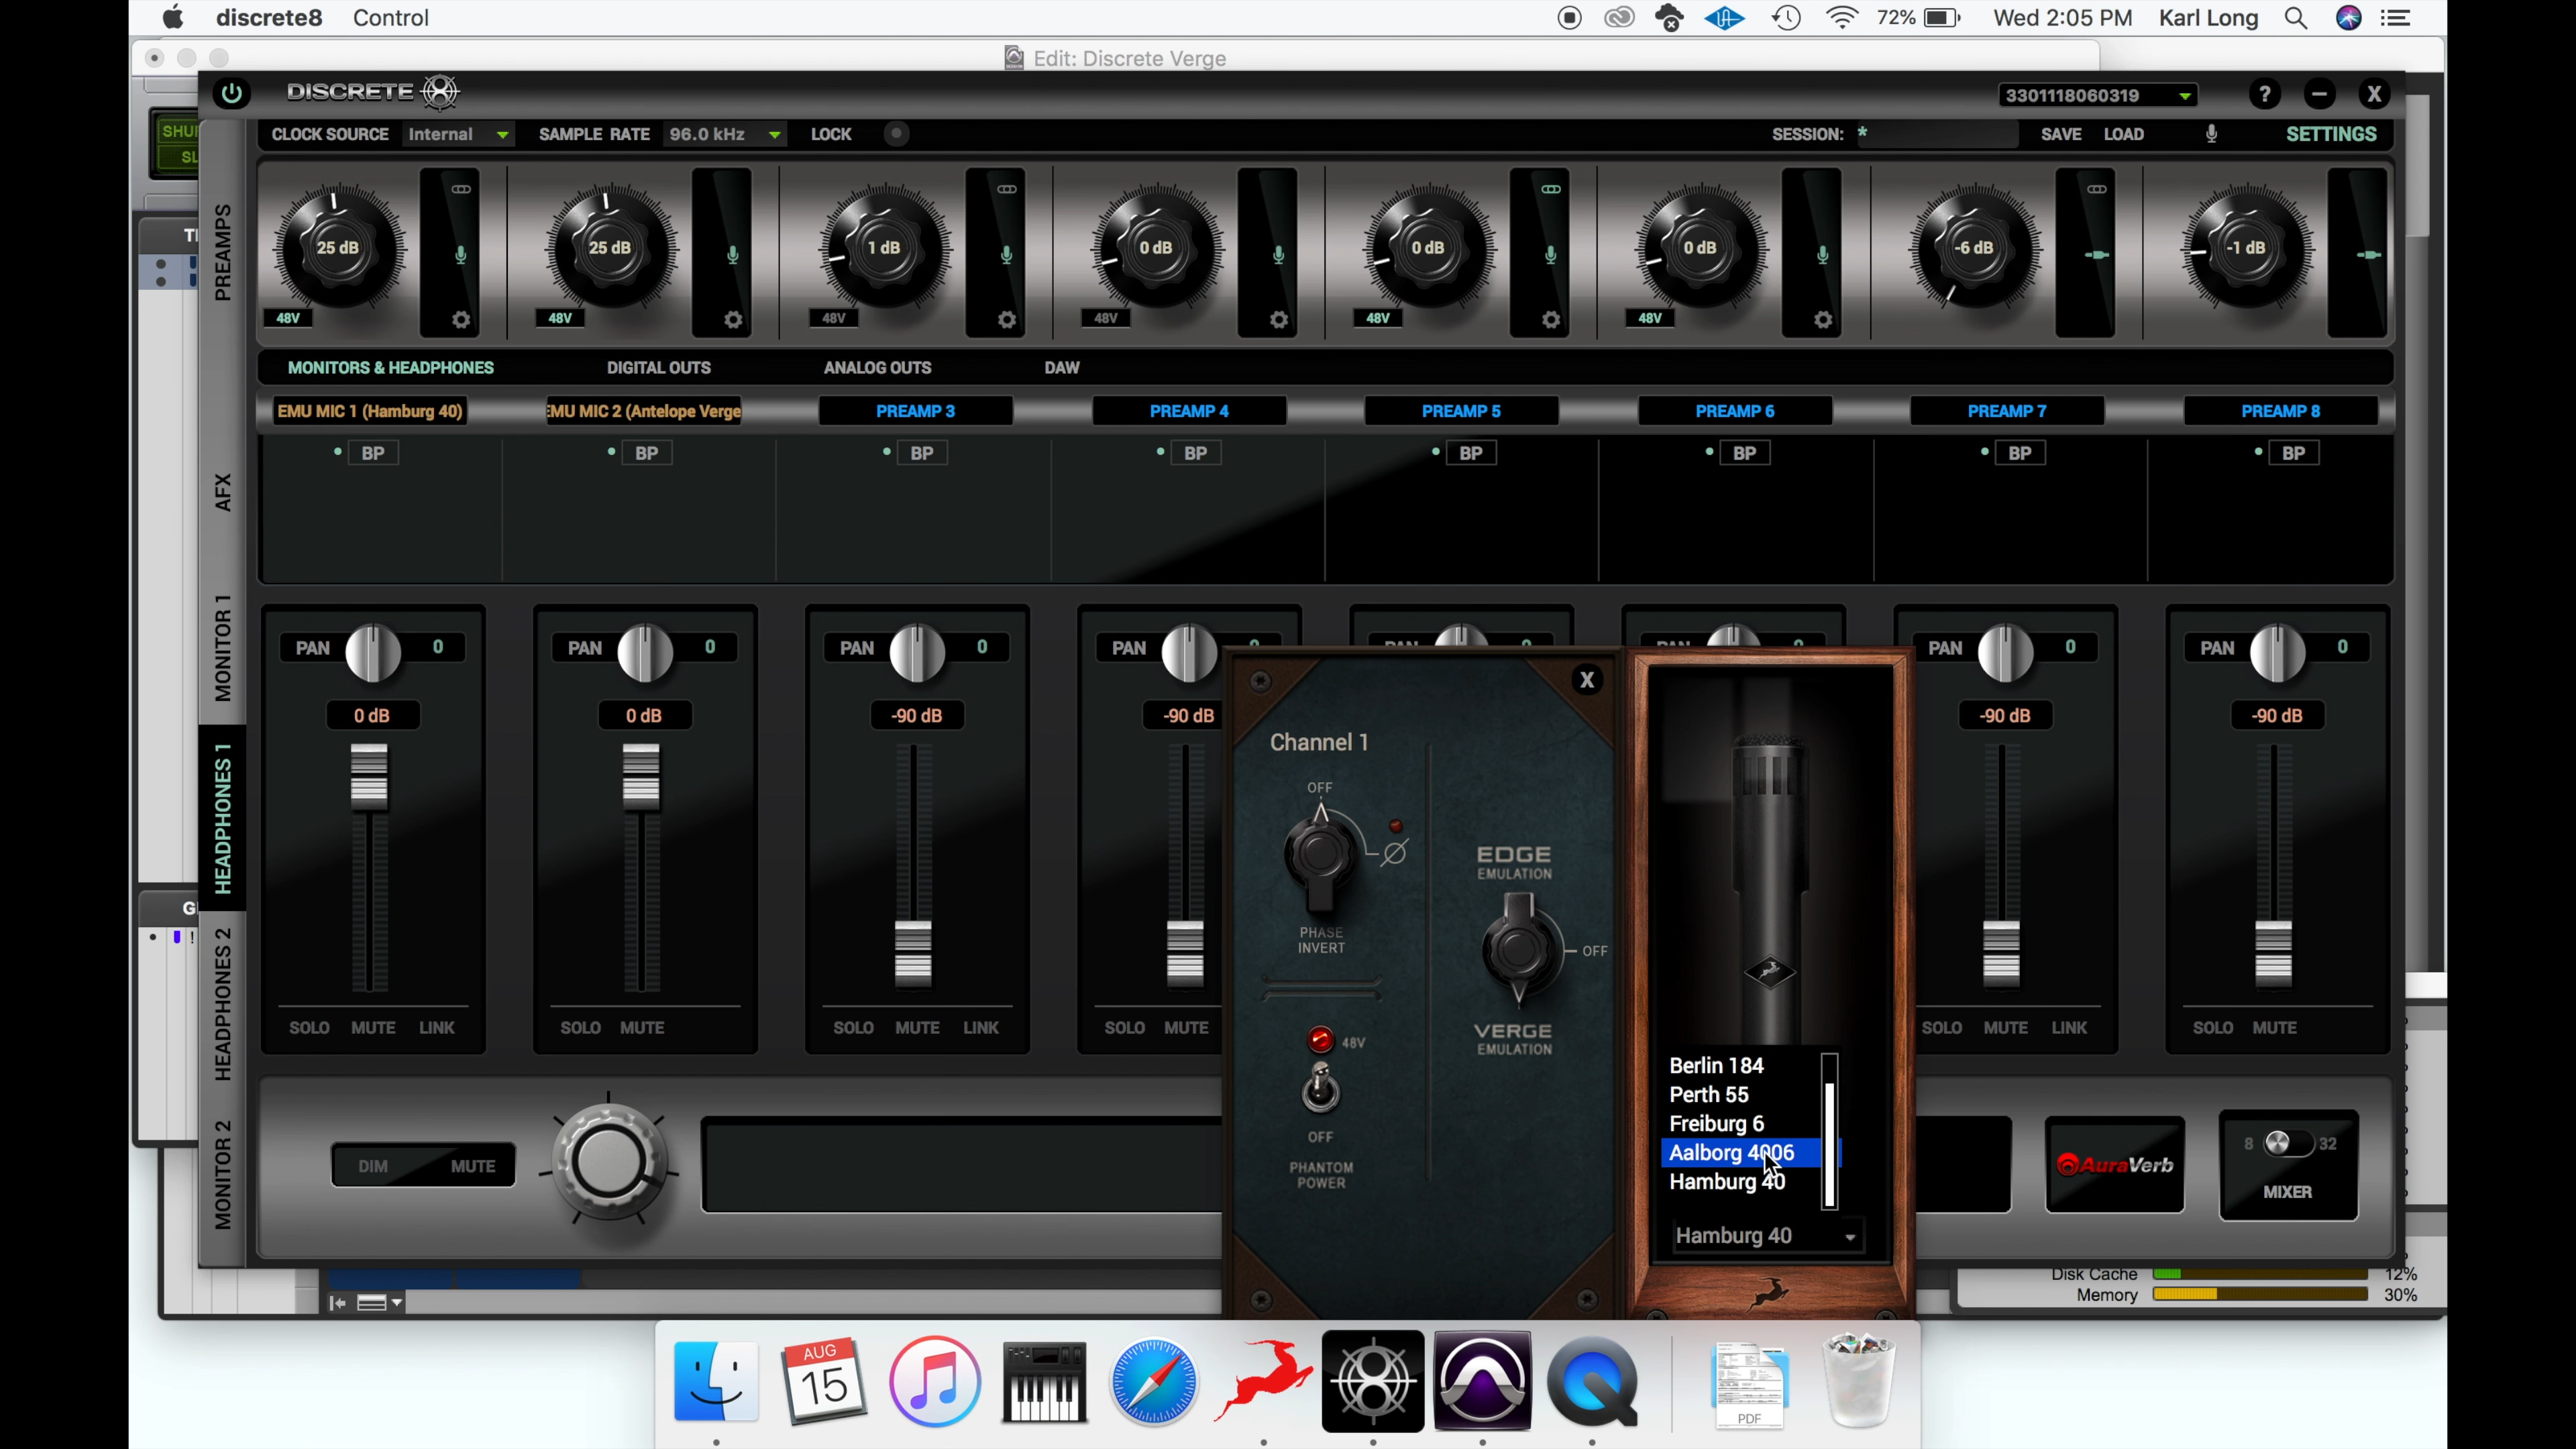 discrete8 Control 72% Wed 2:05 PM Karl Long
Edit: Discrete Verge
DISCRETE 8 3301118060319 ? X
CLOCK SOURCE Internal SAMPLE RATE 96.0 kHz LOCK SESSION: * SAVE LOAD SETTINGS
SHU
SL
PREAMPS
25 dB 25 dB 1 dB 0 dB 0 dB 0 dB -6 dB -1 dB
48V 48V 48V 48V 48V 48V
MONITORS & HEADPHONES DIGITAL OUTS ANALOG OUTS DAW
EMU MIC 1 (Hamburg 40) EMU MIC 2 (Antelope Verge PREAMP 3 PREAMP 4 PREAMP 5 PREAMP 6 PREAMP 7 PREAMP 8
BP BP BP BP BP BP BP BP
AFX
MONITOR 1
HEADPHONES 1
HEADPHONES 2
MONITOR 2
PAN 0 PAN 0 PAN 0 PAN 0 PAN 0 PAN 0 PAN 0 PAN 0
0 dB 0 dB -90 dB -90 dB -90 dB -90 dB
SOLO MUTE LINK SOLO MUTE SOLO MUTE LINK SOLO MUTE SOLO MUTE LINK SOLO MUTE
X
Channel 1
OFF
PHASE
INVERT
EDGE
EMULATION
OFF
VERGE
EMULATION
48V
OFF
PHANTOM
POWER
Berlin 184
Perth 55
Freiburg 6
Aalborg 4006
Hamburg 40
Hamburg 40
DIM MUTE
AuraVerb
8 32
MIXER
Disk Cache 12%
Memory 30%
AUG
15
8
PDF